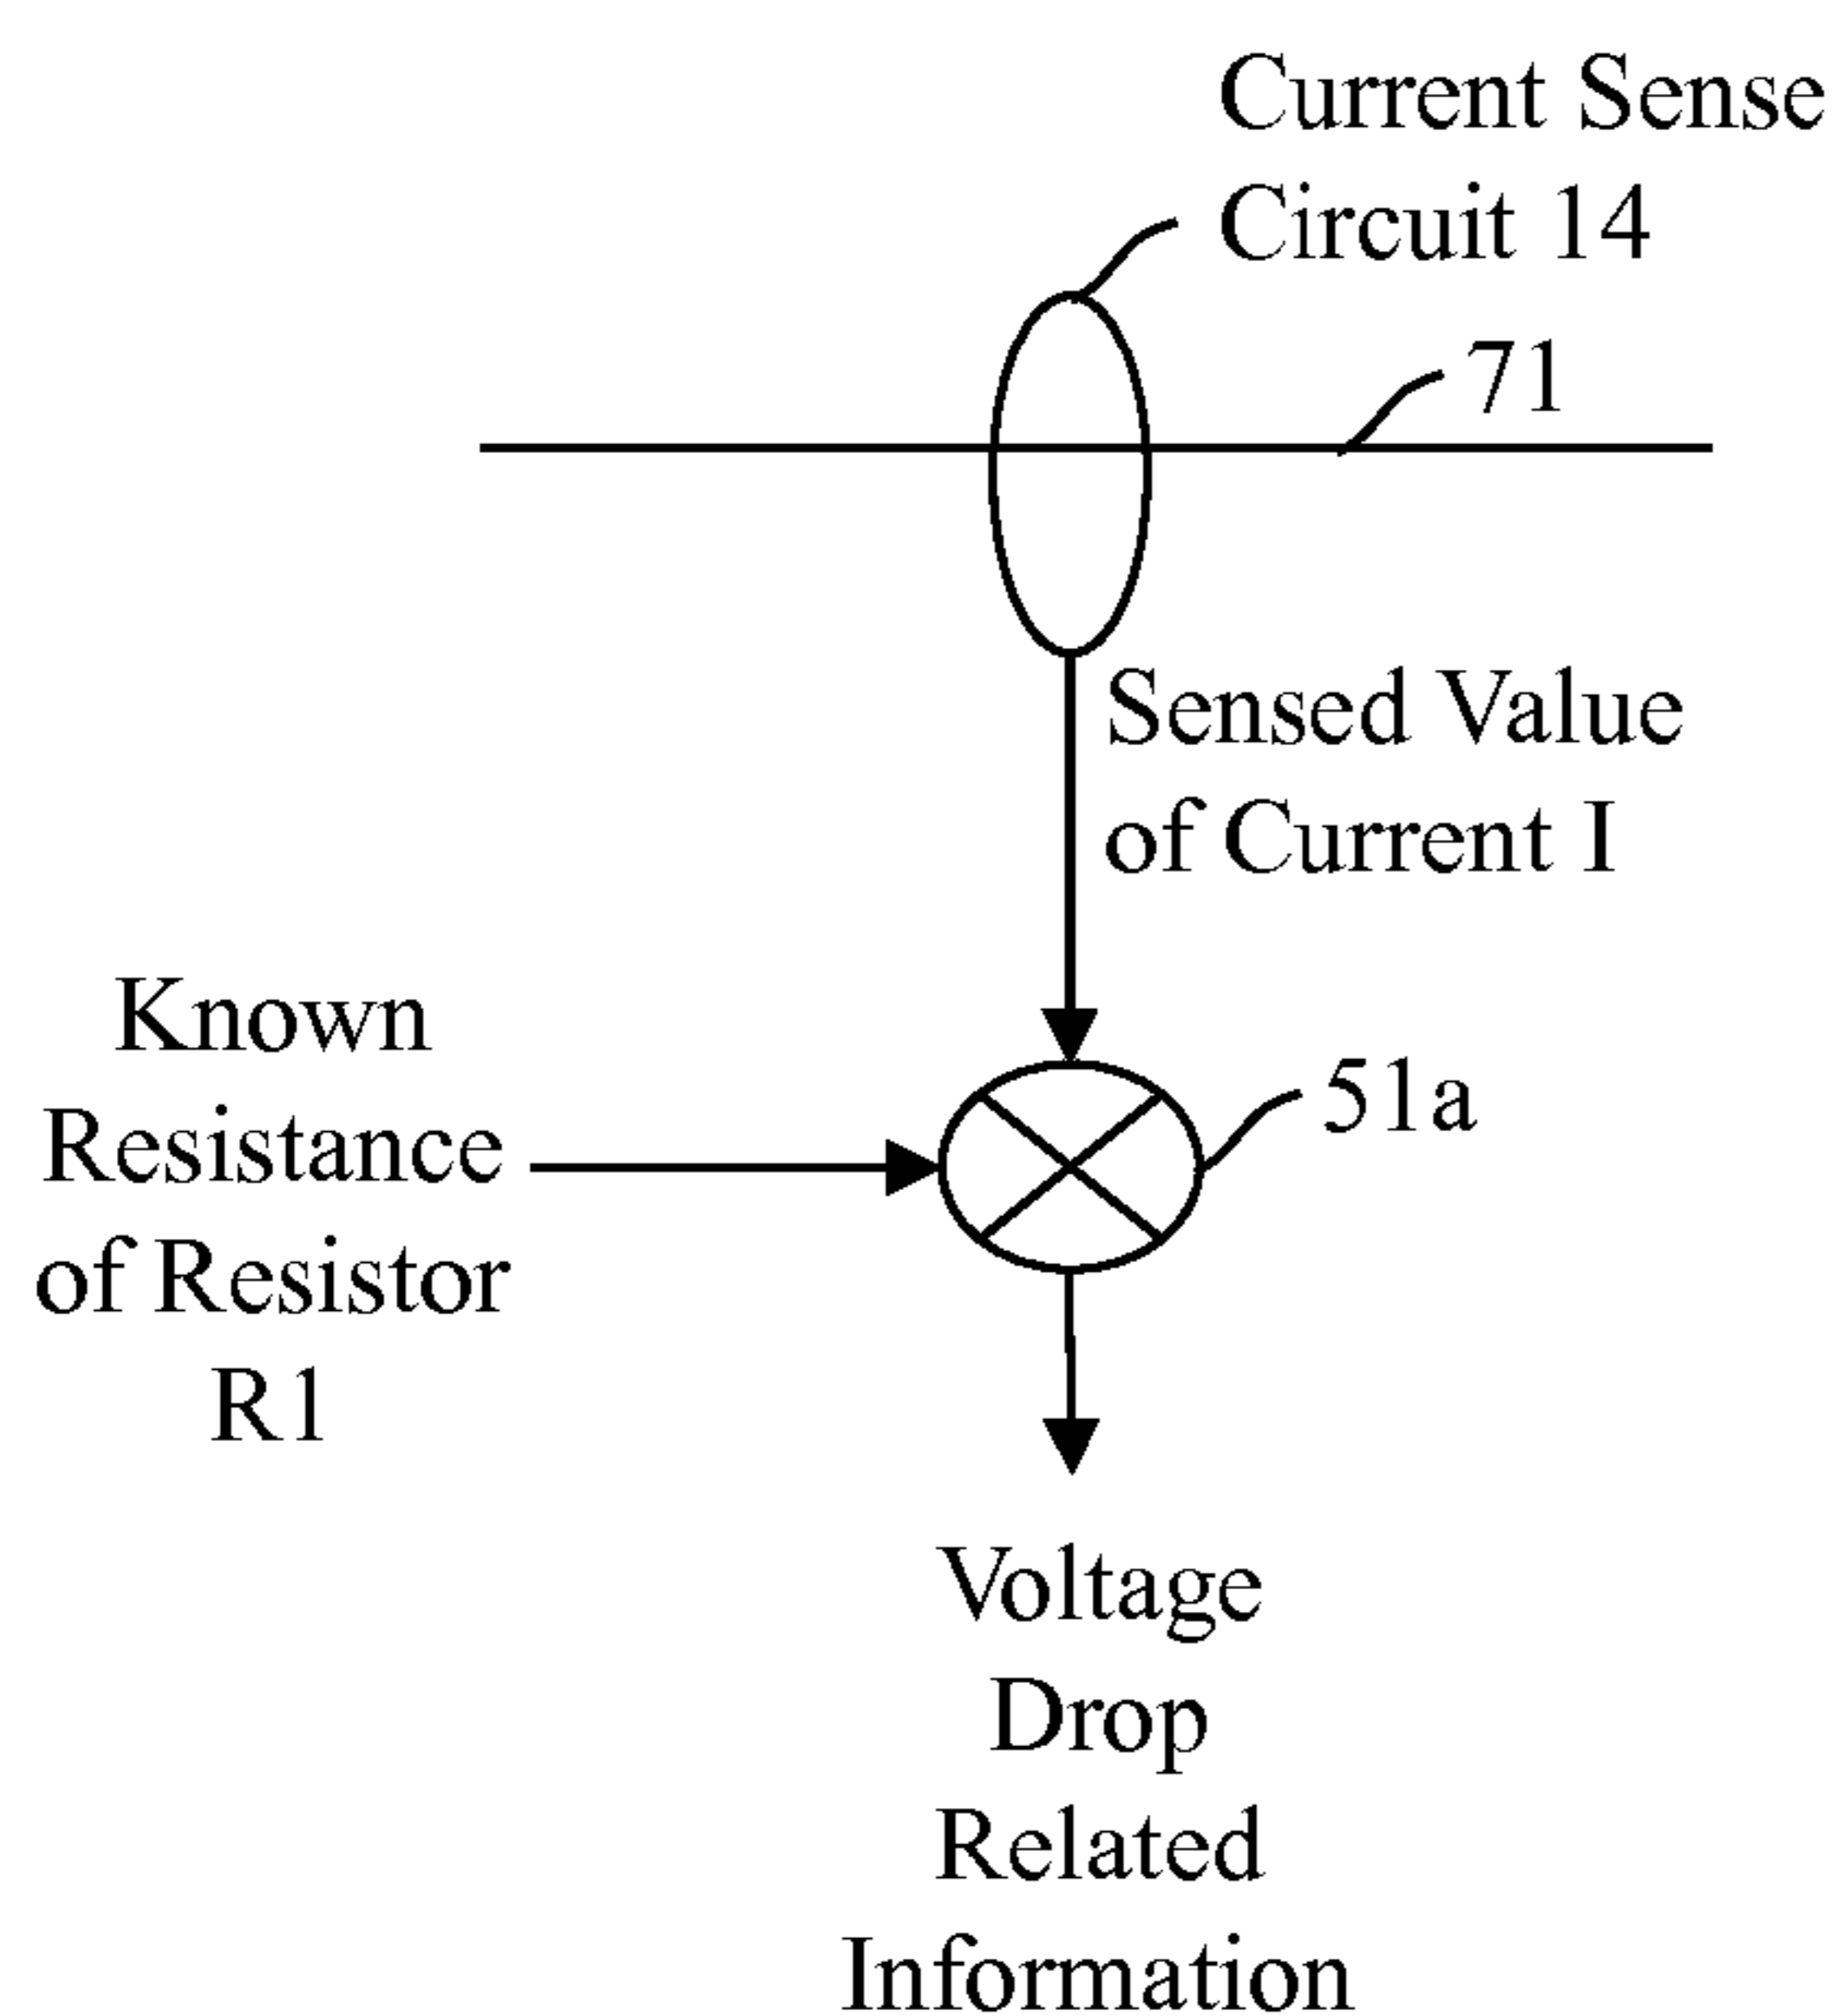 Current Sense
Circuit 14
71
Sensed Value
of Current I
Known
Resistance
of Resistor
R1
51a
Voltage
Drop
Related
Information